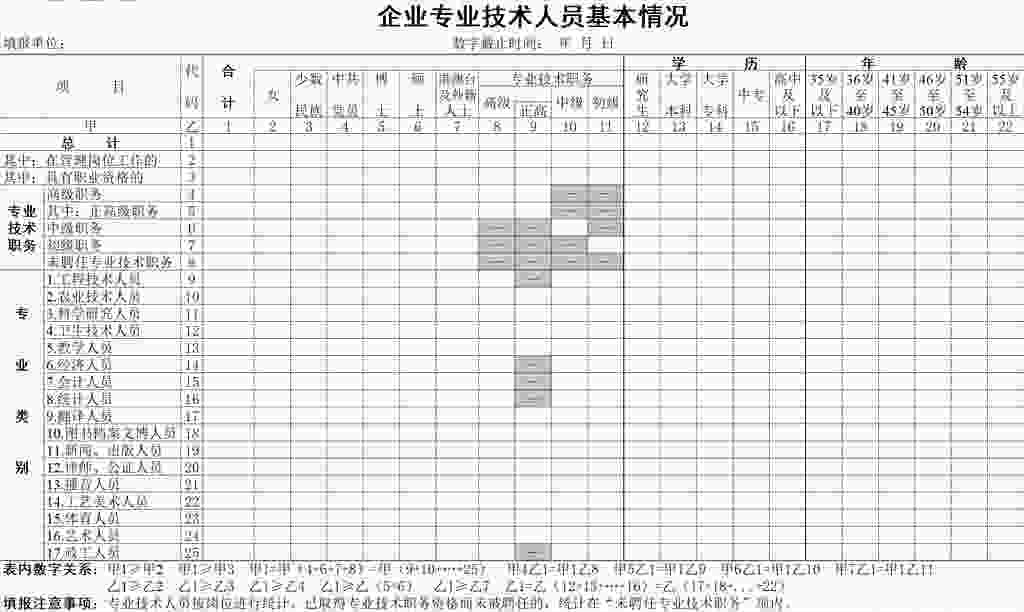 企业专业技术人员基本情况
填报单位： 数字截止时间： 年 月 日
项 目 代码 合计 女 少数民族 中共党员 博士 硕士 港澳台及外籍人士 专业技术职务 学 历 年 龄
高级 正高 中级 初级 研究生 大学本科 大学专科 中专 高中及以下 35岁及以下 36岁至40岁 41岁至45岁 46岁至50岁 51岁至54岁 55岁及以上
甲 乙 1 2 3 4 5 6 7 8 9 10 11 12 13 14 15 16 17 18 19 20 21 22
总 计 1
其中：在管理岗位工作的 2
其中：具有职业资格的 3
专业技术职务
高级职务 4 — —
其中：正高级职务 5 — —
中级职务 6 — — —
初级职务 7 — — —
未聘任专业技术职务 8 — — — —
专业类别
1.工程技术人员 9 —
2.农业技术人员 10
3.科学研究人员 11
4.卫生技术人员 12
5.教学人员 13
6.经济人员 14 —
7.会计人员 15 —
8.统计人员 16 —
9.翻译人员 17
10.图书档案文博人员 18
11.新闻、出版人员 19
12.律师、公证人员 20
13.播音人员 21
14.工艺美术人员 22
15.体育人员 23
16.艺术人员 24
17.政工人员 25 —
表内数字关系：甲1≥甲2 甲1≥甲3 甲1=甲（4+6+7+8）=甲（9+10+…+25） 甲4乙1=甲1乙8 甲5乙1=甲1乙9 甲6乙1=甲1乙10 甲7乙1=甲1乙11
乙1≥乙2 乙1≥乙3 乙1≥乙4 乙1≥乙（5+6） 乙1≥乙7 乙1=乙（12+13+…+16）=乙（17+18+…+22）
填报注意事项：专业技术人员按岗位进行统计。已取得专业技术职务资格而未被聘任的，统计在“未聘任专业技术职务”项内。